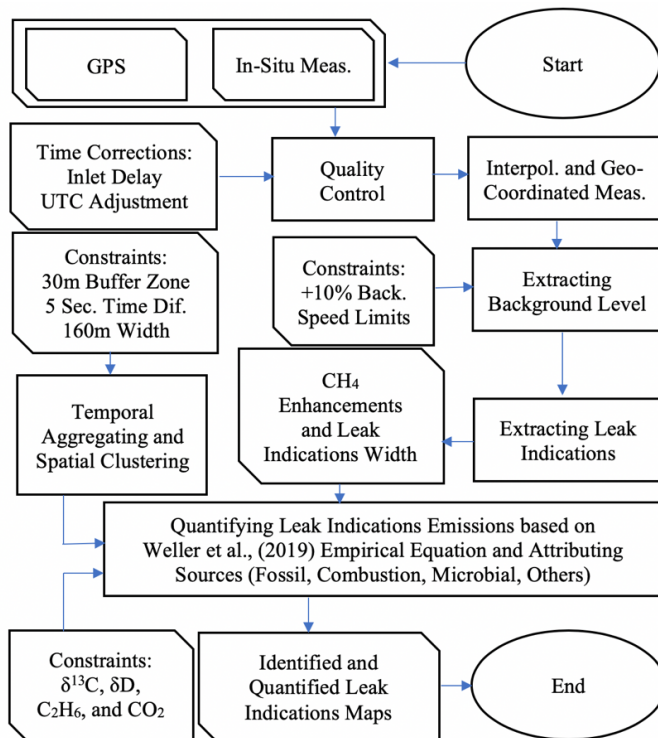 GPS
In-Situ Meas.
Start
Time Corrections:
Inlet Delay
UTC Adjustment
Quality
Control
Interpol. and Geo-
Coordinated Meas.
Constraints:
30m Buffer Zone
5 Sec. Time Dif.
160m Width
Constraints:
+10% Back.
Speed Limits
Extracting
Background Level
Temporal
Aggregating and
Spatial Clustering
CH₄
Enhancements
and Leak
Indications Width
Extracting Leak
Indications
Quantifying Leak Indications Emissions based on
Weller et al., (2019) Empirical Equation and Attributing
Sources (Fossil, Combustion, Microbial, Others)
Constraints:
δ¹³C, δD,
C₂H₆, and CO₂
Identified and
Quantified Leak
Indications Maps
End